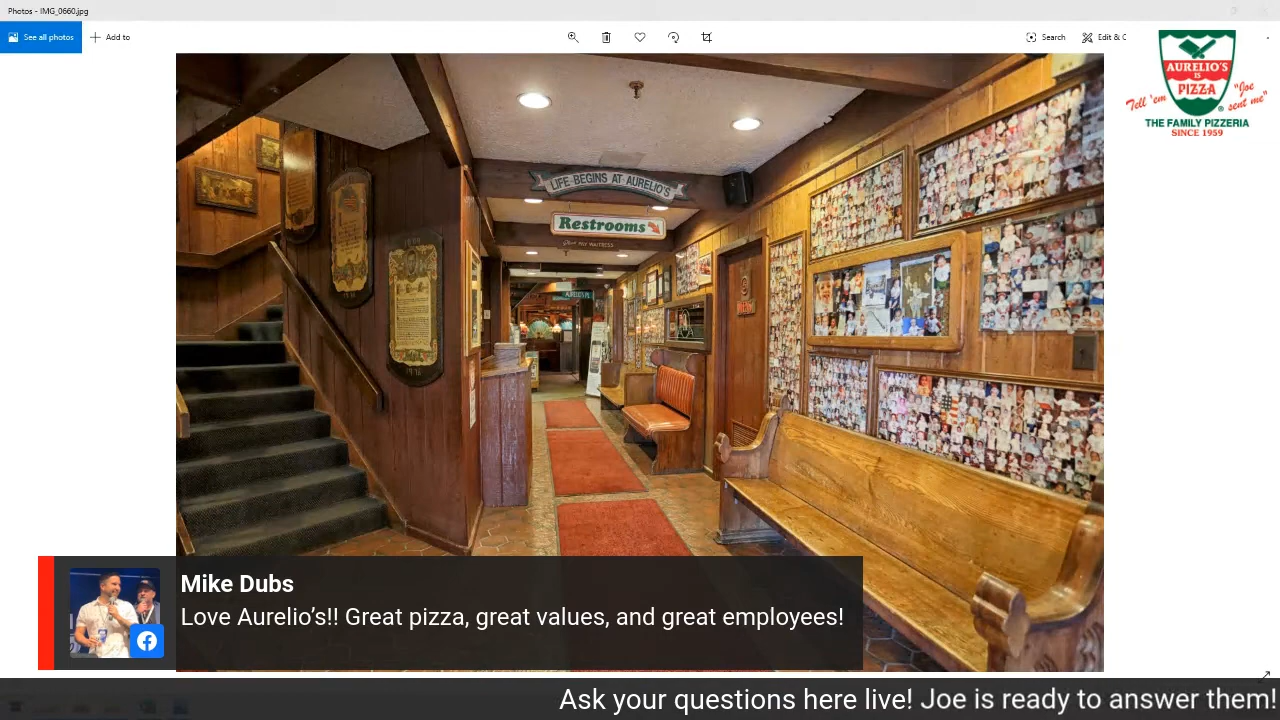 Photos - IMG_0660.jpg
See all photos
Add to
Search
Edit & C
AURELIO'S
IS
PIZZA
®
Tell 'em
"Joe
sent me"
THE FAMILY PIZZERIA
SINCE 1959
LIFE BEGINS AT AURELIO'S
Restrooms
AURELIO'S
Mike Dubs
Love Aurelio's!! Great pizza, great values, and great employees!
Ask your questions here live! Joe is ready to answer them!